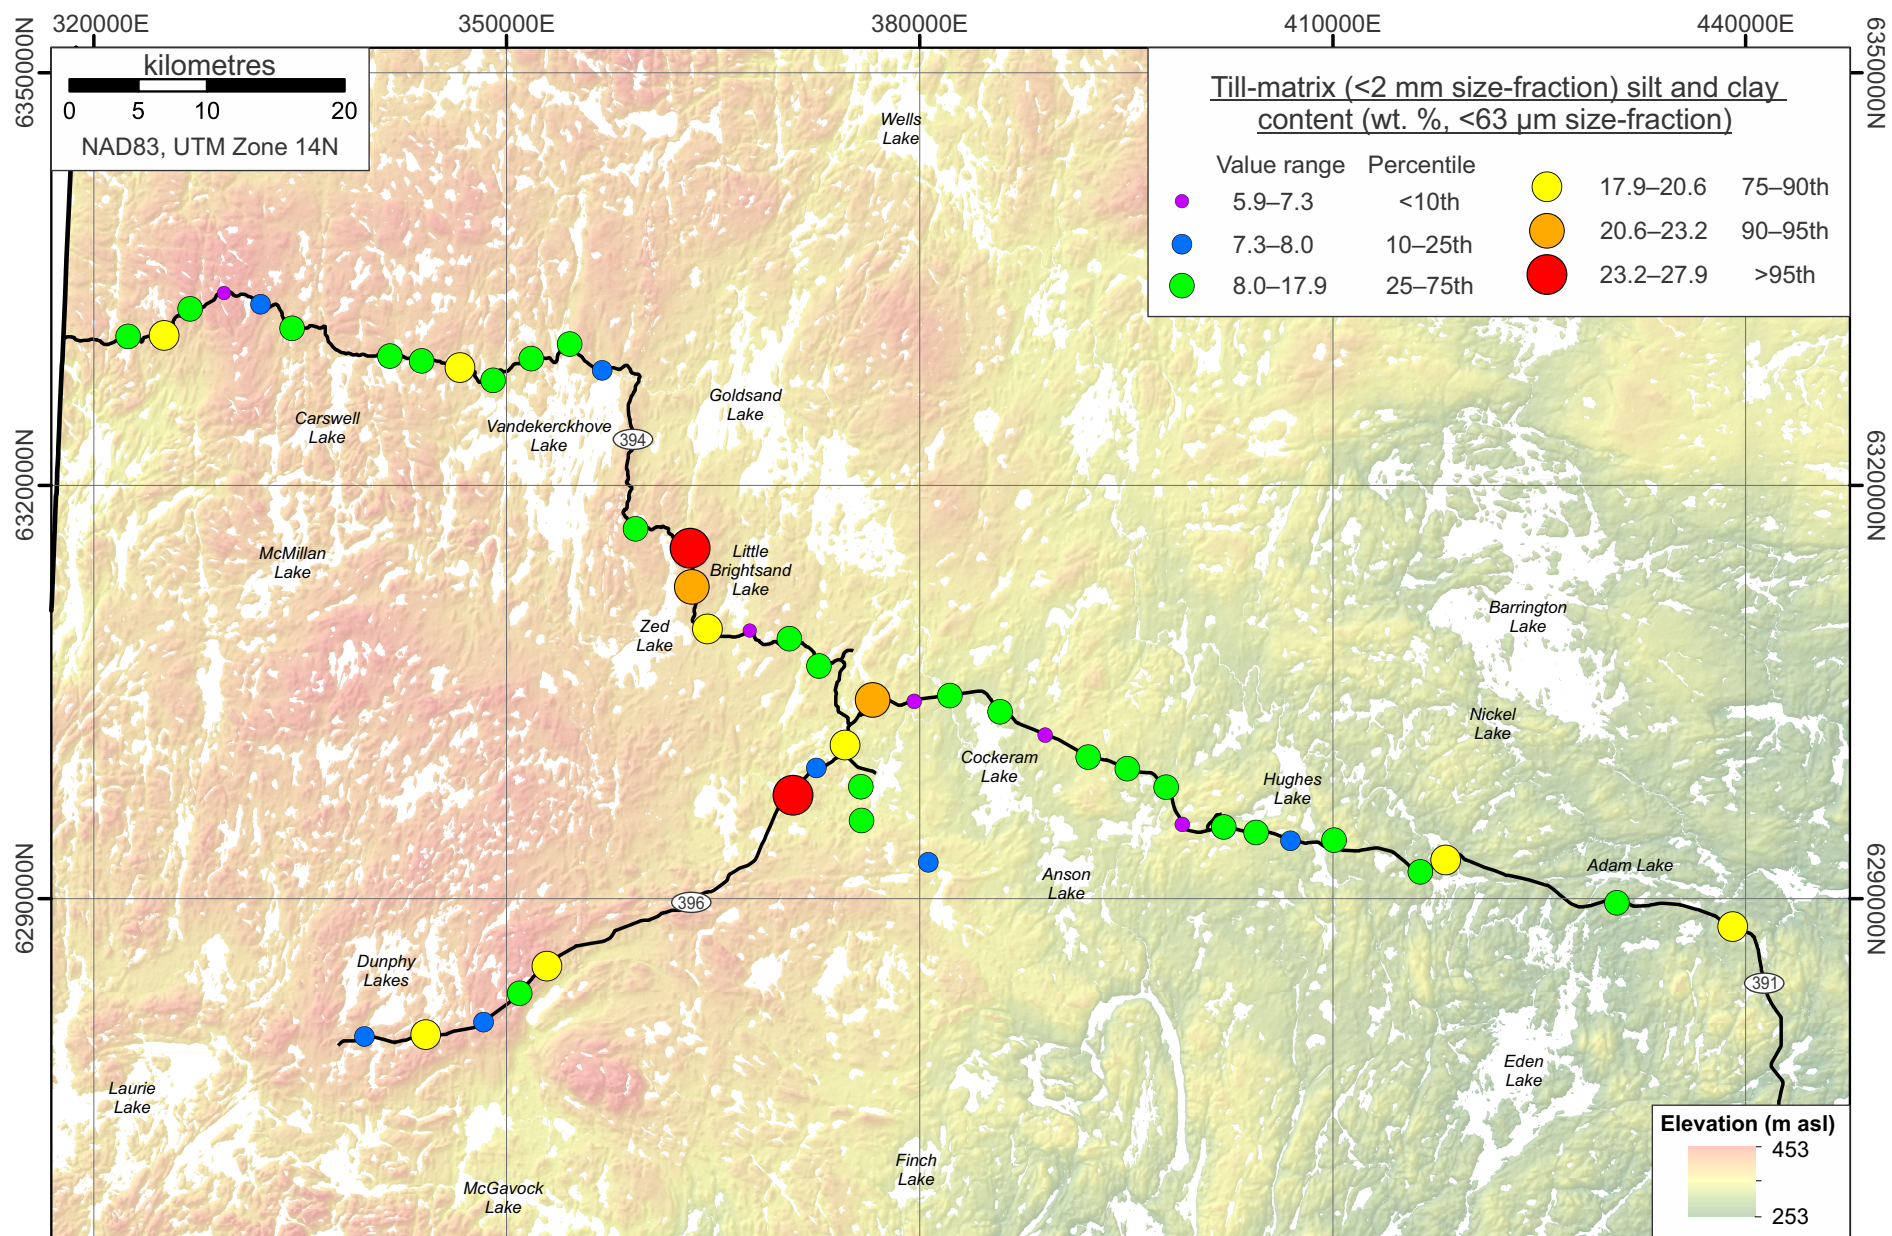 320000E 350000E 380000E 410000E 440000E
6350000N
6320000N
6290000N
6350000N
6320000N
6290000N
kilometres
0 5 10 20
NAD83, UTM Zone 14N
Till-matrix (<2 mm size-fraction) silt and clay
content (wt. %, <63 µm size-fraction)
Value range Percentile
5.9–7.3 <10th
7.3–8.0 10–25th
8.0–17.9 25–75th
17.9–20.6 75–90th
20.6–23.2 90–95th
23.2–27.9 >95th
Wells
Lake
Goldsand
Lake
Carswell
Lake
Vandekerckhove
Lake
394
McMillan
Lake
Little
Brightsand
Lake
Zed
Lake
Barrington
Lake
Nickel
Lake
Cockeram
Lake
Hughes
Lake
Anson
Lake
Adam Lake
396
391
Dunphy
Lakes
Laurie
Lake
Eden
Lake
Finch
Lake
McGavock
Lake
Elevation (m asl)
453
253